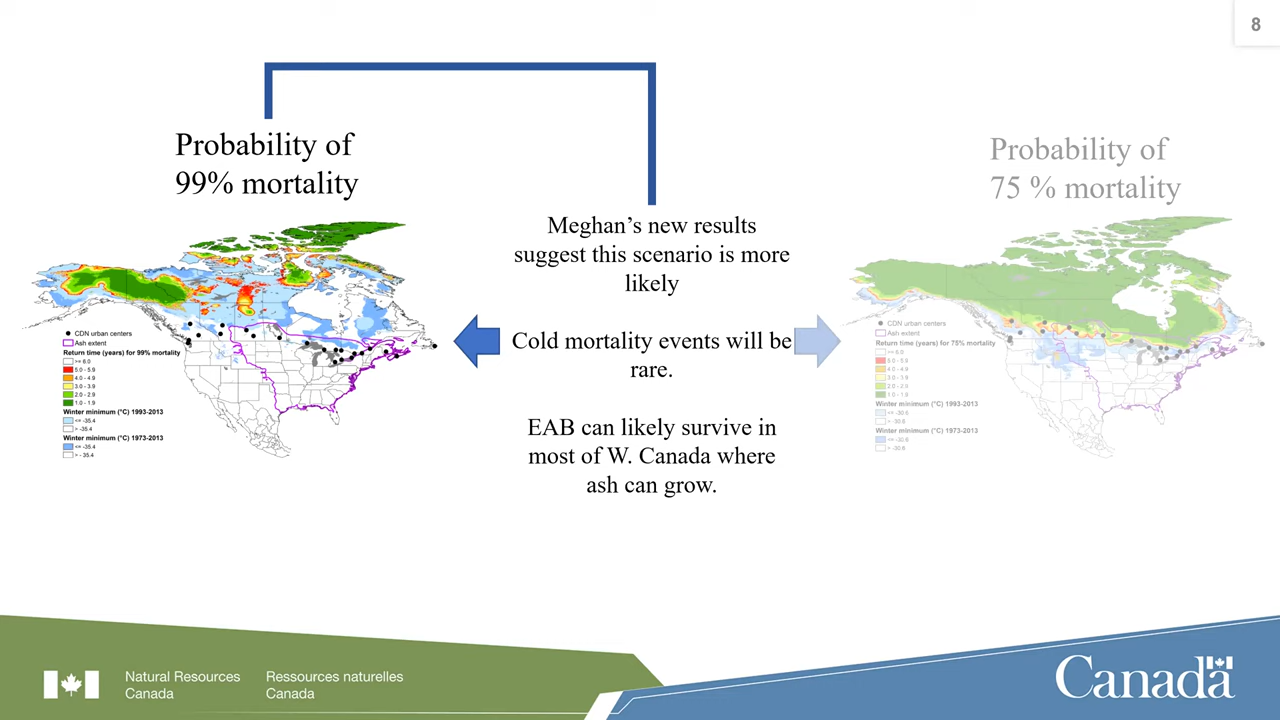 8
Probability of
99% mortality
CDN urban centers
Ash extent
Return time (years) for 99% mortality
>= 6.0
5.0 - 5.9
4.0 - 4.9
3.0 - 3.9
2.0 - 2.9
1.0 - 1.9
Winter minimum (°C) 1993-2013
<= -35.4
> -35.4
Winter minimum (°C) 1973-2013
<= -35.4
> - 35.4
Meghan’s new results
suggest this scenario is more
likely
Cold mortality events will be
rare.
EAB can likely survive in
most of W. Canada where
ash can grow.
Probability of
75 % mortality
CDN urban centers
Ash extent
Return time (years) for 75% mortality
>= 6.0
5.0 - 5.9
4.0 - 4.9
3.0 - 3.9
2.0 - 2.9
1.0 - 1.9
Winter minimum (°C) 1993-2013
<= -30.6
> -30.6
Winter minimum (°C) 1973-2013
<= -30.6
> -30.6
Natural Resources
Canada
Ressources naturelles
Canada
Canada